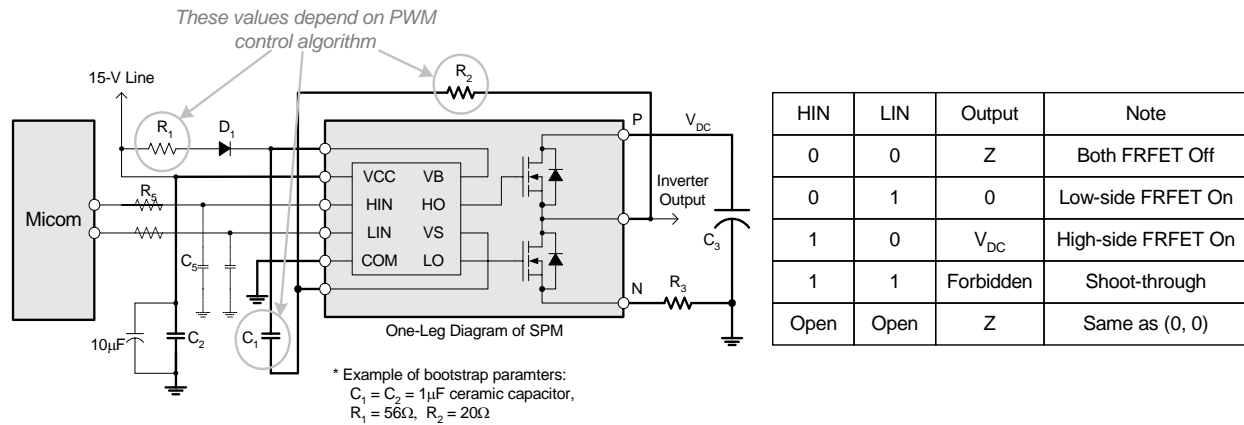 These values depend on PWM
control algorithm
R2
15-V Line
R1
D1
P
VDC
VCC VB
Micom
R5
HIN HO
Inverter
Output
LIN VS
C3
C5
COM LO
N
R3
One-Leg Diagram of SPM
10μF
C2
C1
* Example of bootstrap paramters:
C1 = C2 = 1μF ceramic capacitor,
R1 = 56Ω, R2 = 20Ω
HIN LIN Output Note
0 0 Z Both FRFET Off
0 1 0 Low-side FRFET On
1 0 VDC High-side FRFET On
1 1 Forbidden Shoot-through
Open Open Z Same as (0, 0)